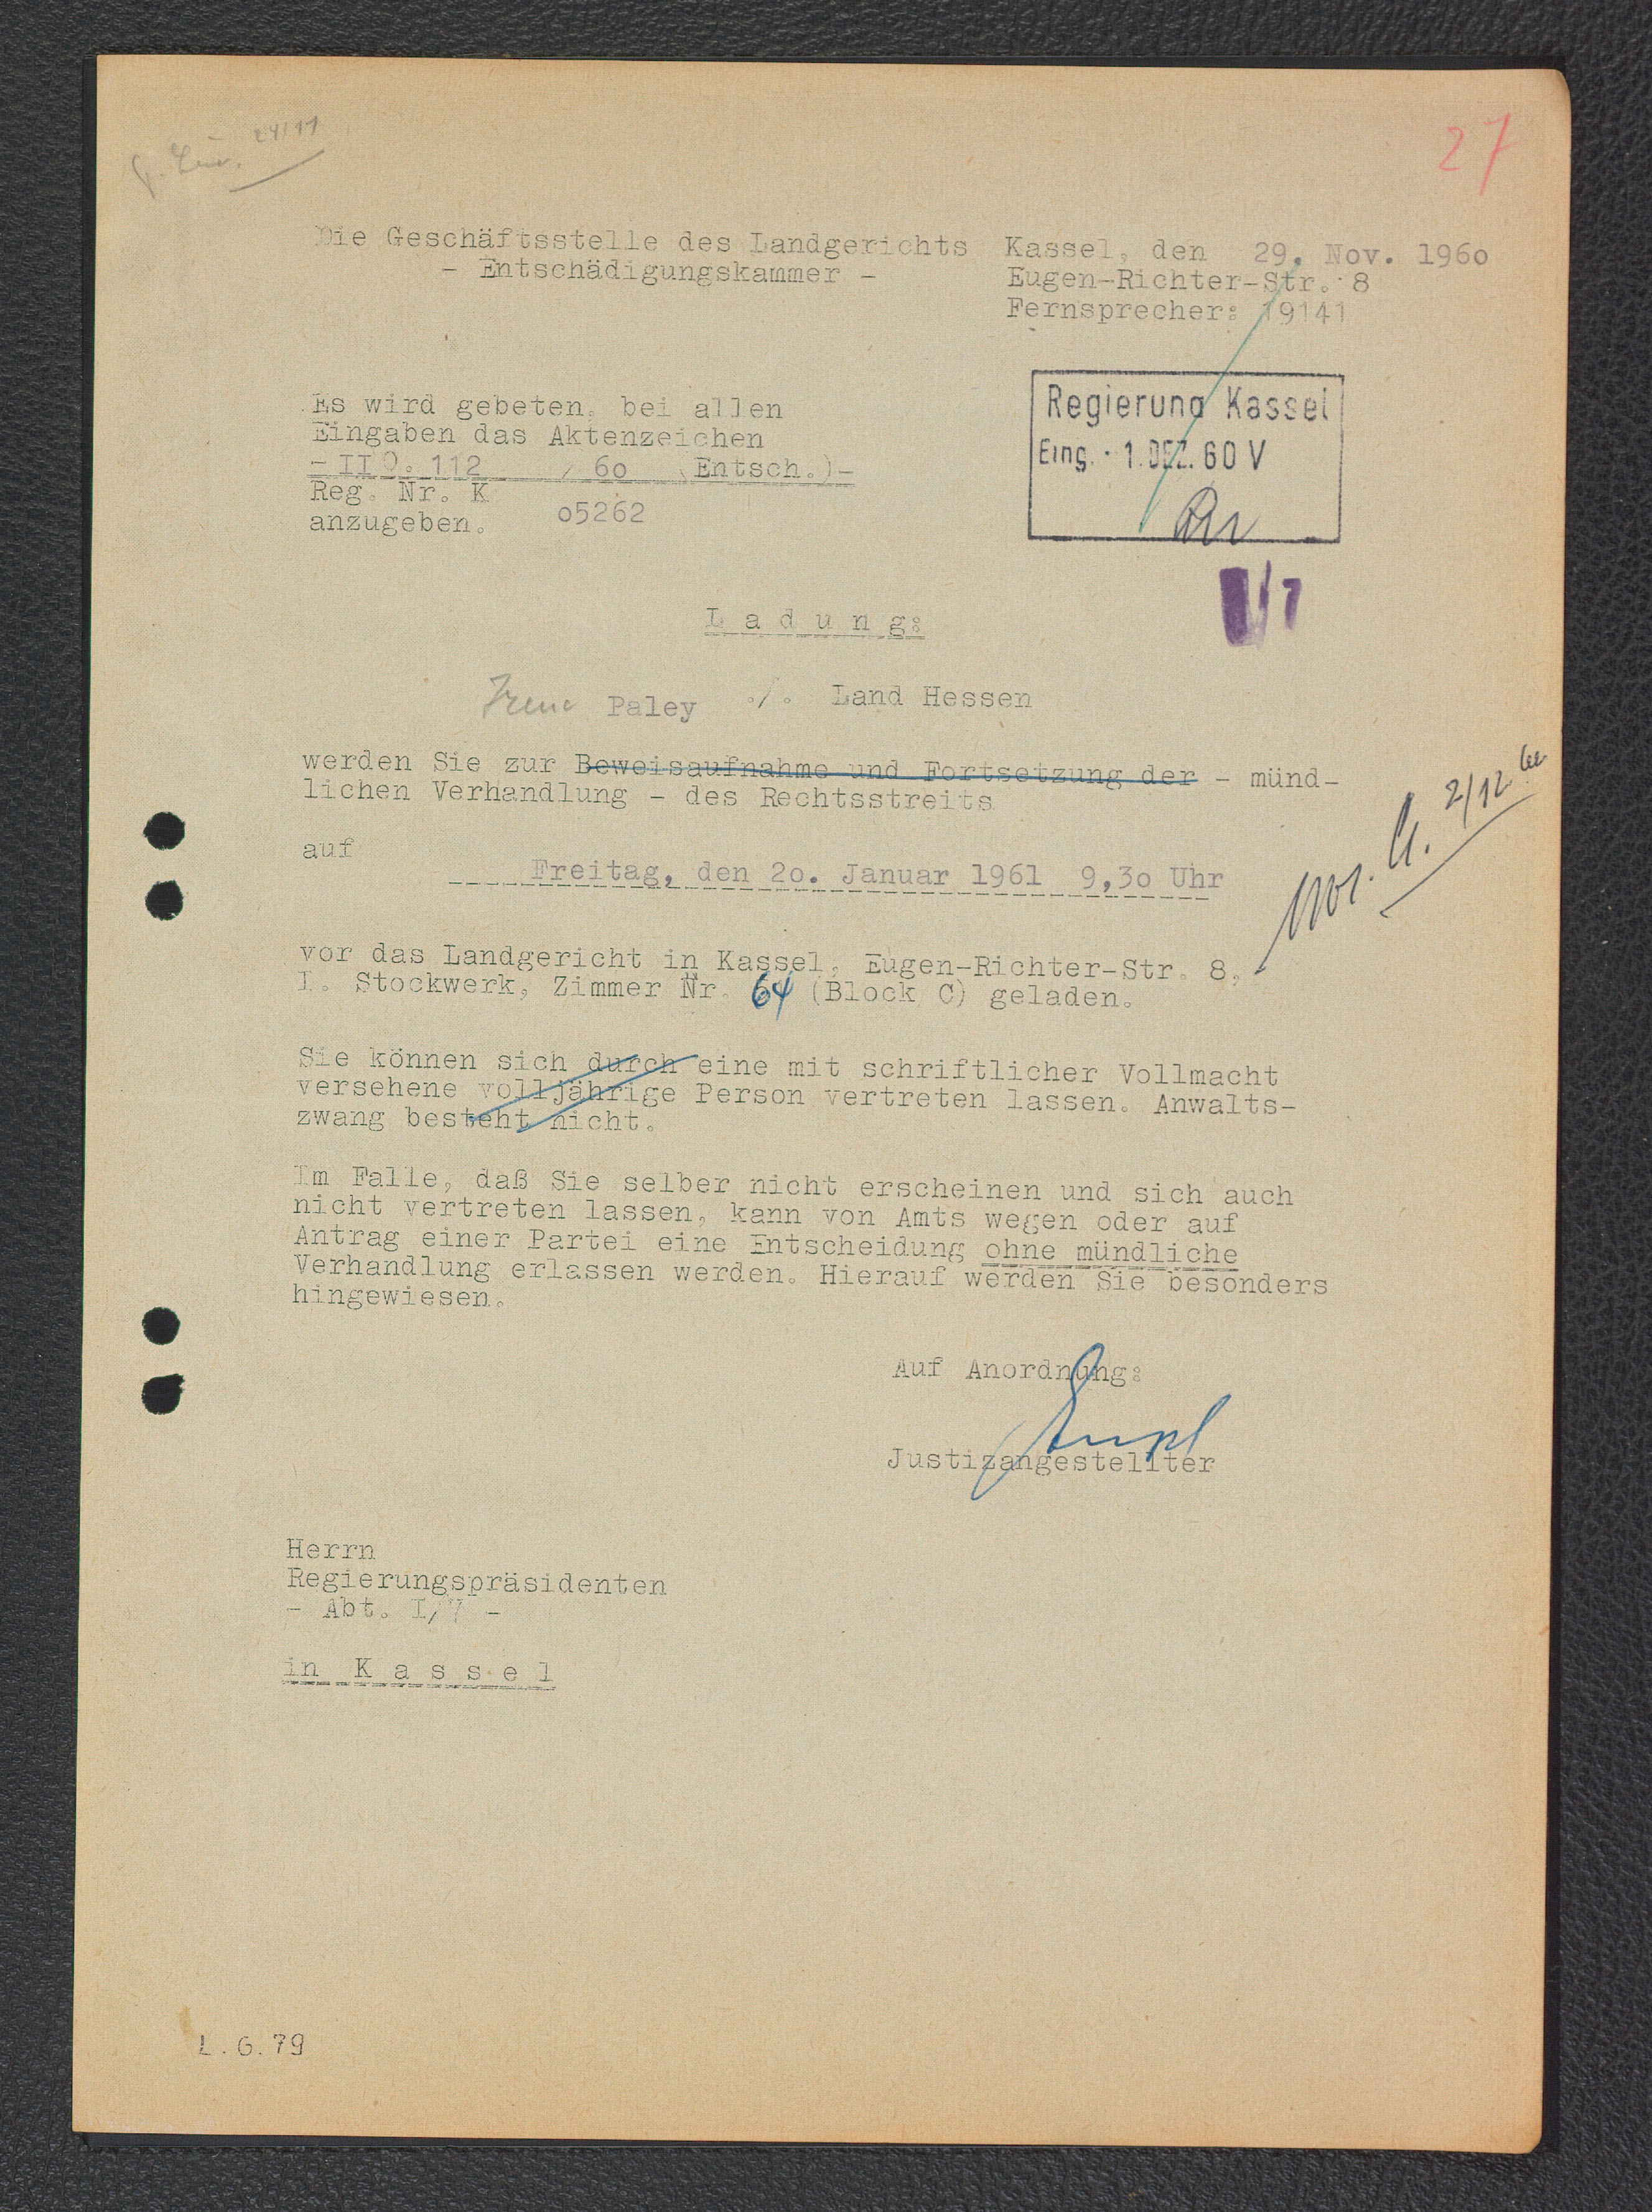 24/11
27
Die Geschäftsstelle des Landgerichts
- Entschädigungskammer -
Kassel, den 29. Nov. 1960
Eugen-Richter-Str. 8
Fernsprecher: 19141
Es wird gebeten, bei allen
Eingaben das Aktenzeichen
- II O. 112 / 60 (Entsch.)-
Reg. Nr. K
05262
anzugeben.
Regierung Kassel
Eing. - 1. DEZ. 60 V
L a d u n g:
Irene Paley ./. Land Hessen
werden Sie zur Beweisaufnahme und Fortsetzung der - münd-
lichen Verhandlung - des Rechtsstreits
2/12
auf
Freitag, den 20. Januar 1961 9,30 Uhr
vor das Landgericht in Kassel, Eugen-Richter-Str. 8,
I. Stockwerk, Zimmer Nr. 64 (Block C) geladen.
Sie können sich durch eine mit schriftlicher Vollmacht
versehene volljährige Person vertreten lassen. Anwalts-
zwang besteht nicht.
Im Falle, daß Sie selber nicht erscheinen und sich auch
nicht vertreten lassen, kann von Amts wegen oder auf
Antrag einer Partei eine Entscheidung ohne mündliche
Verhandlung erlassen werden. Hierauf werden Sie besonders
hingewiesen.
Auf Anordnung:
Justizangestellter
Herrn
Regierungspräsidenten
- Abt. I/7 -
in K a s s e l
L.G.79